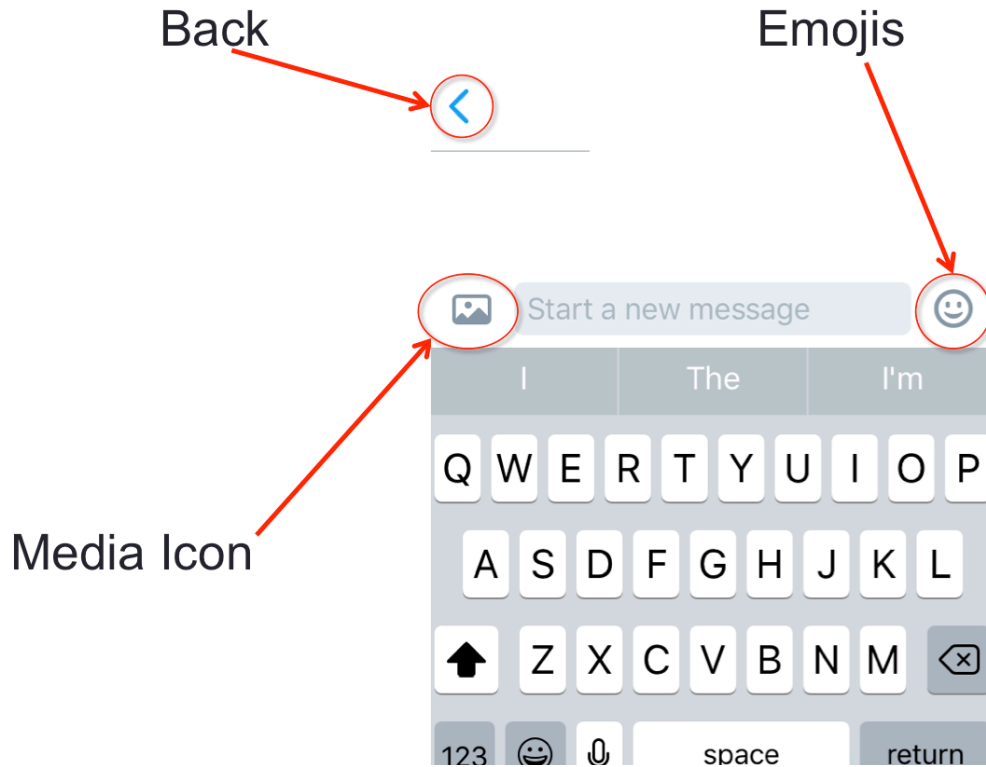 Back
Emojis
Start a new message
I The I'm
Q W E R T Y U I O P
Media Icon
A S D F G H J K L
Z X C V B N M
123 space return